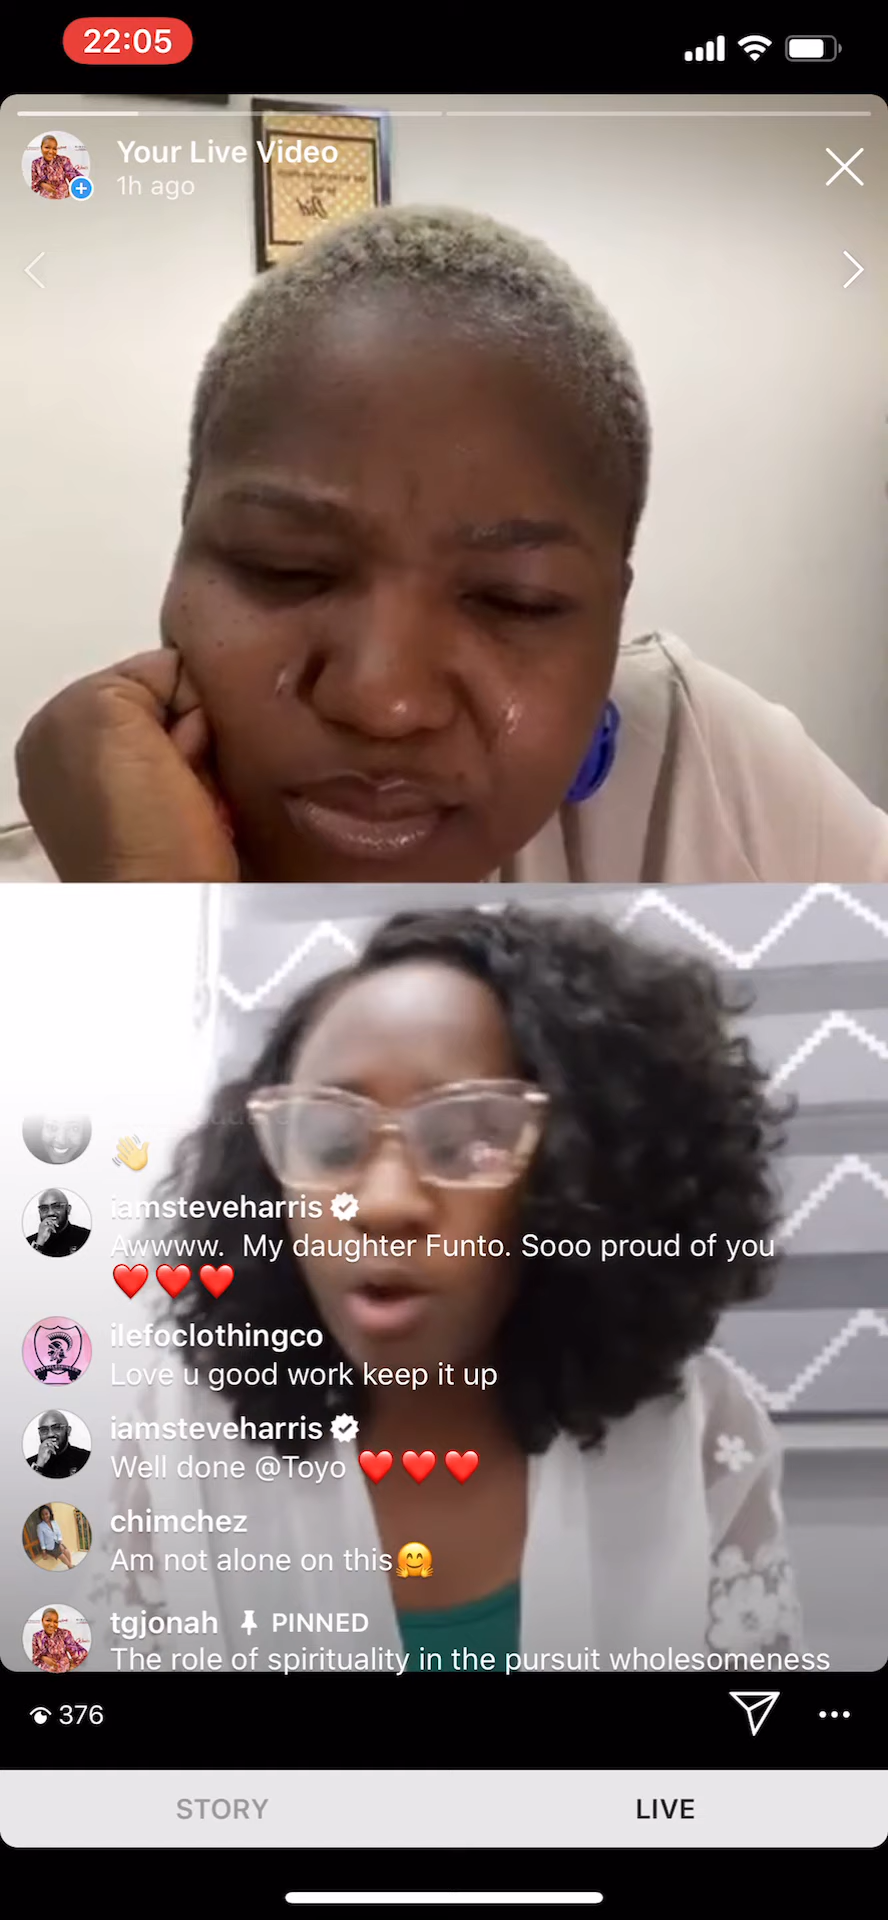 22:05
Your Live Video
1h ago
iamsteveharris
Awwww. My daughter Funto. Sooo proud of you
❤️❤️❤️
ilefoclothingco
Love u good work keep it up
iamsteveharris
Well done @Toyo ❤️❤️❤️
chimchez
Am not alone on this🤗
tgjonah PINNED
The role of spirituality in the pursuit wholesomeness
376
STORY
LIVE